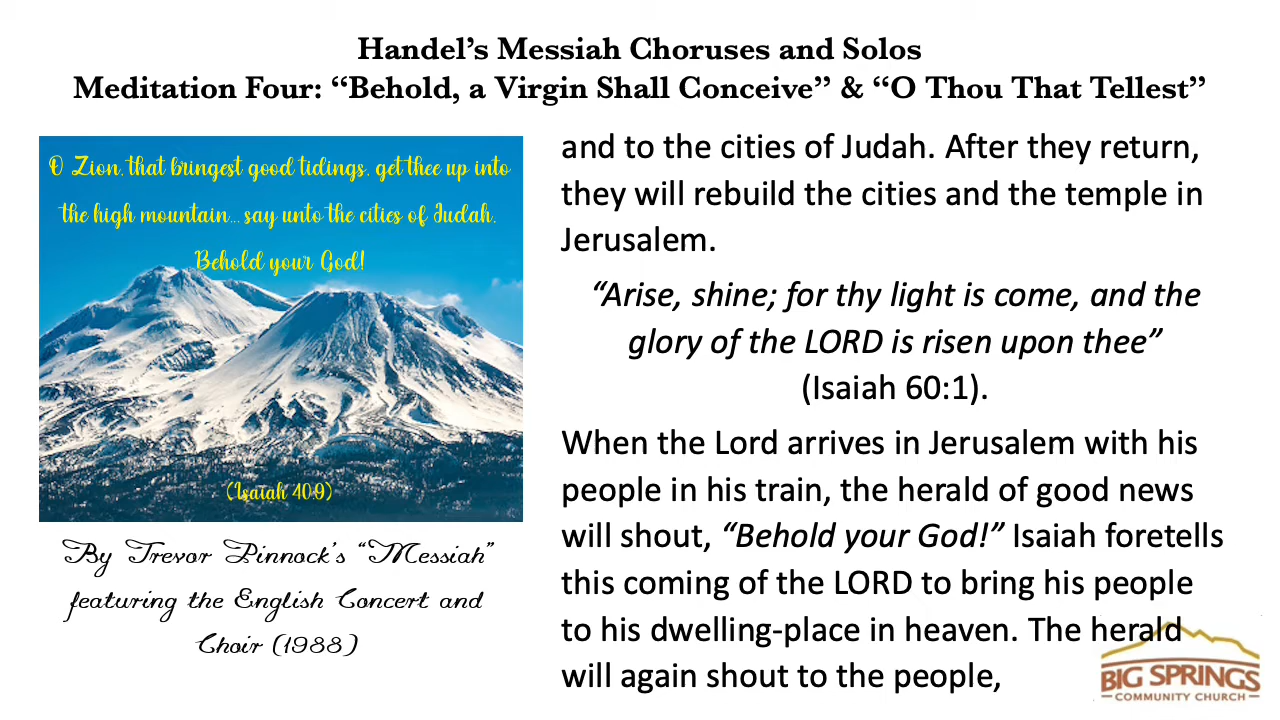 Handel’s Messiah Choruses and Solos
Meditation Four: “Behold, a Virgin Shall Conceive” & “O Thou That Tellest”
O Zion, that bringest good tidings, get thee up into
the high mountain... say unto the cities of Judah,
Behold your God!
(Isaiah 40:9)
By Trevor Pinnock’s “Messiah”
featuring the English Concert and
Choir (1988)
and to the cities of Judah. After they return,
they will rebuild the cities and the temple in
Jerusalem.
“Arise, shine; for thy light is come, and the
glory of the LORD is risen upon thee”
(Isaiah 60:1).
When the Lord arrives in Jerusalem with his
people in his train, the herald of good news
will shout, “Behold your God!” Isaiah foretells
this coming of the LORD to bring his people
to his dwelling-place in heaven. The herald
will again shout to the people,
BIG SPRINGS
COMMUNITY CHURCH